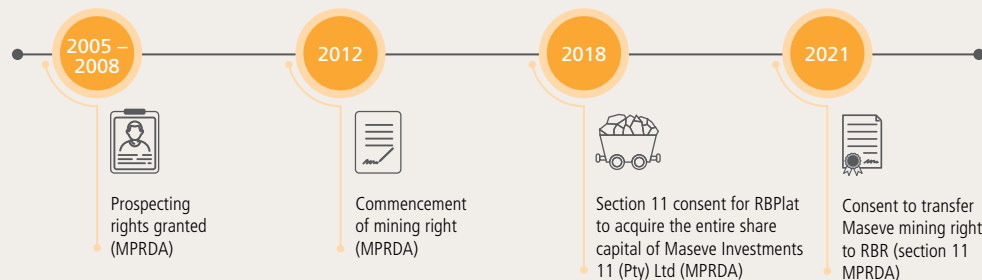 2005 –
2008
2012
2018
2021
Prospecting
rights granted
(MPRDA)
Commencement
of mining right
(MPRDA)
Section 11 consent for RBPlat
to acquire the entire share
capital of Maseve Investments
11 (Pty) Ltd (MPRDA)
Consent to transfer
Maseve mining right
to RBR (section 11
MPRDA)